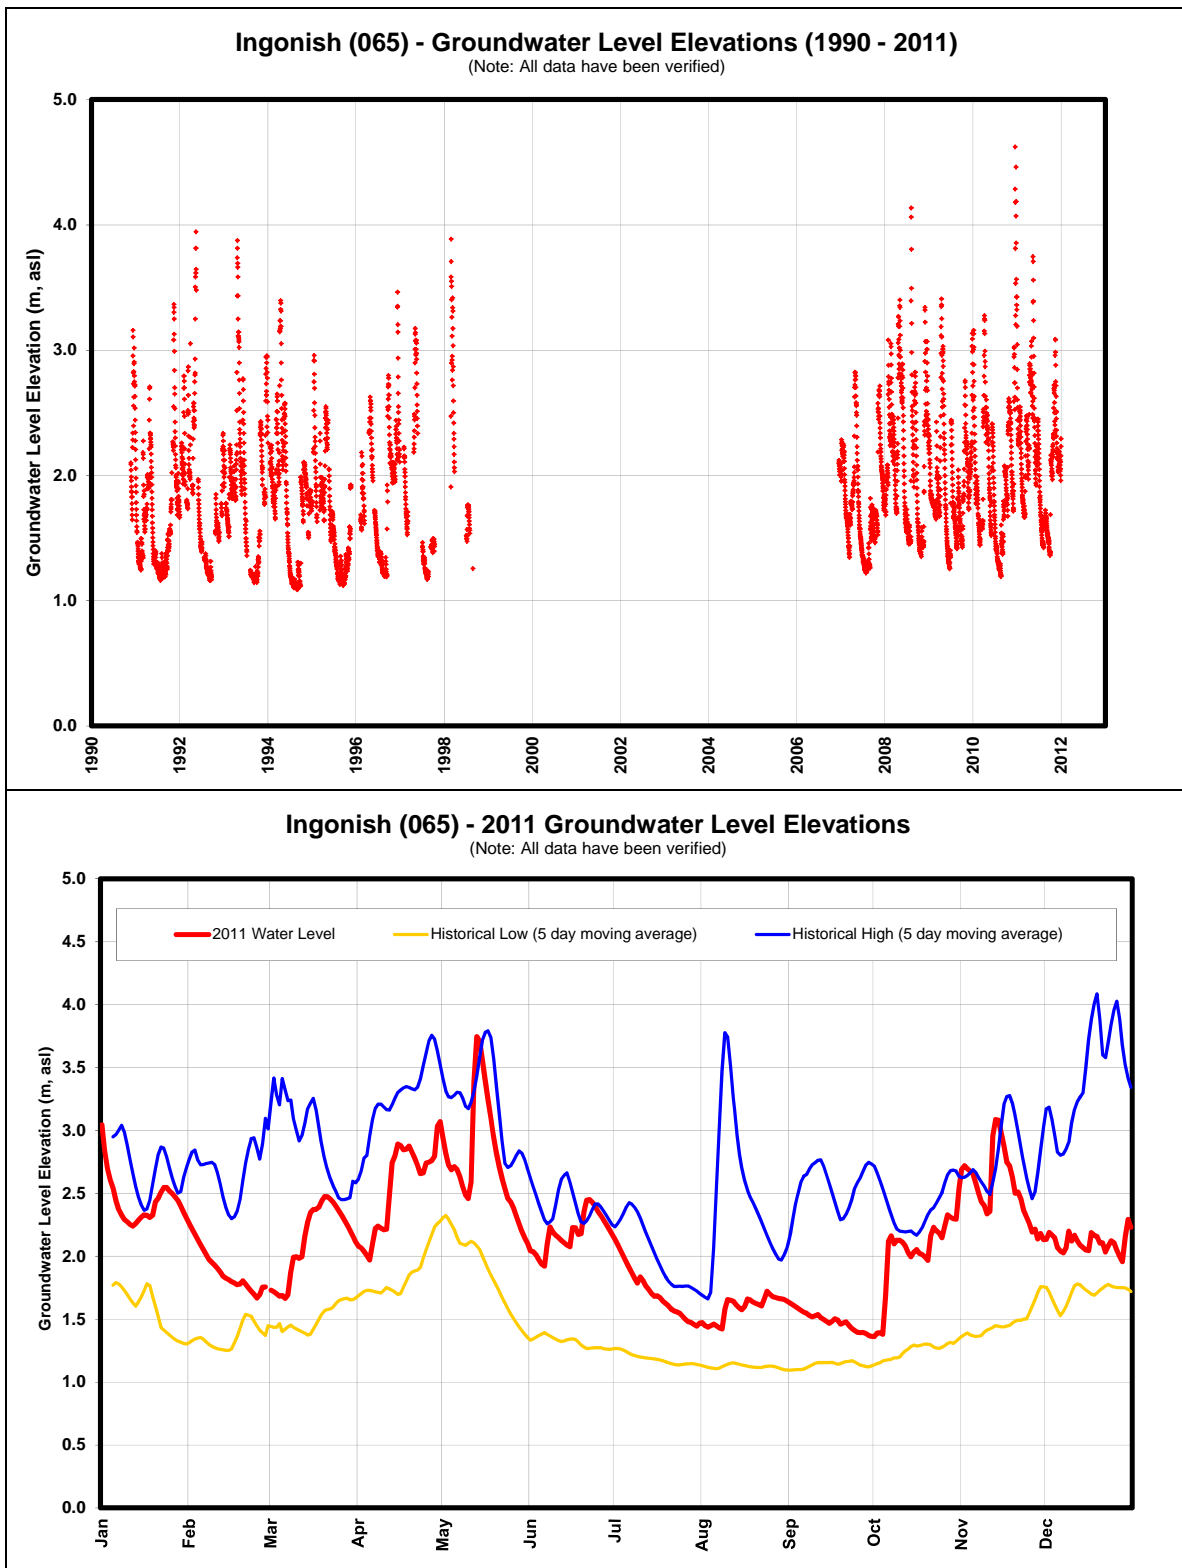 Ingonish (065) - Groundwater Level Elevations (1990 - 2011)
(Note: All data have been verified)
Groundwater Level Elevation (m, asl)
5.0
4.0
3.0
2.0
1.0
0.0
1990
1992
1994
1996
1998
2000
2002
2004
2006
2008
2010
2012
Ingonish (065) - 2011 Groundwater Level Elevations
(Note: All data have been verified)
Groundwater Level Elevation (m, asl)
5.0
4.5
4.0
3.5
3.0
2.5
2.0
1.5
1.0
0.5
0.0
2011 Water Level
Historical Low (5 day moving average)
Historical High (5 day moving average)
Jan
Feb
Mar
Apr
May
Jun
Jul
Aug
Sep
Oct
Nov
Dec